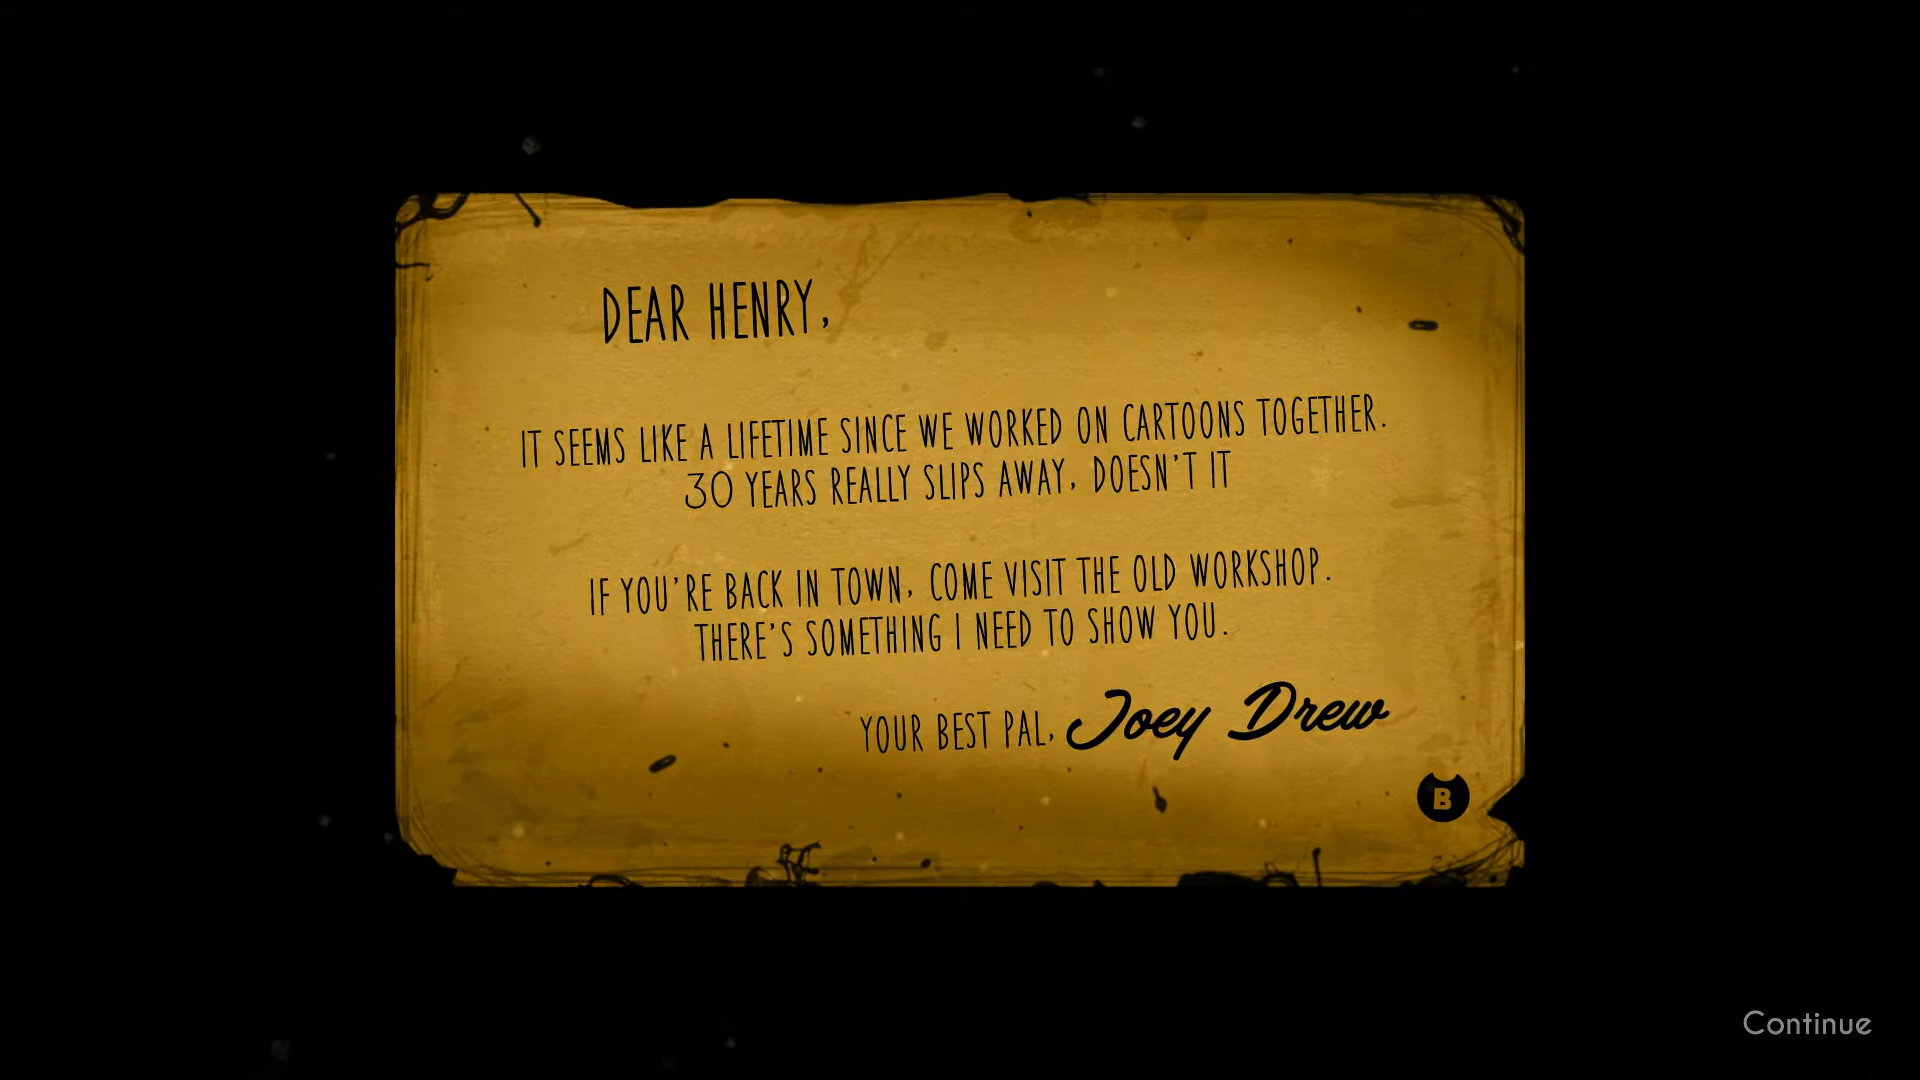 DEAR HENRY,
IT SEEMS LIKE A LIFETIME SINCE WE WORKED ON CARTOONS TOGETHER.
30 YEARS REALLY SLIPS AWAY, DOESN'T IT
IF YOU'RE BACK IN TOWN, COME VISIT THE OLD WORKSHOP.
THERE'S SOMETHING I NEED TO SHOW YOU.
YOUR BEST PAL, Joey Drew
B
Continue